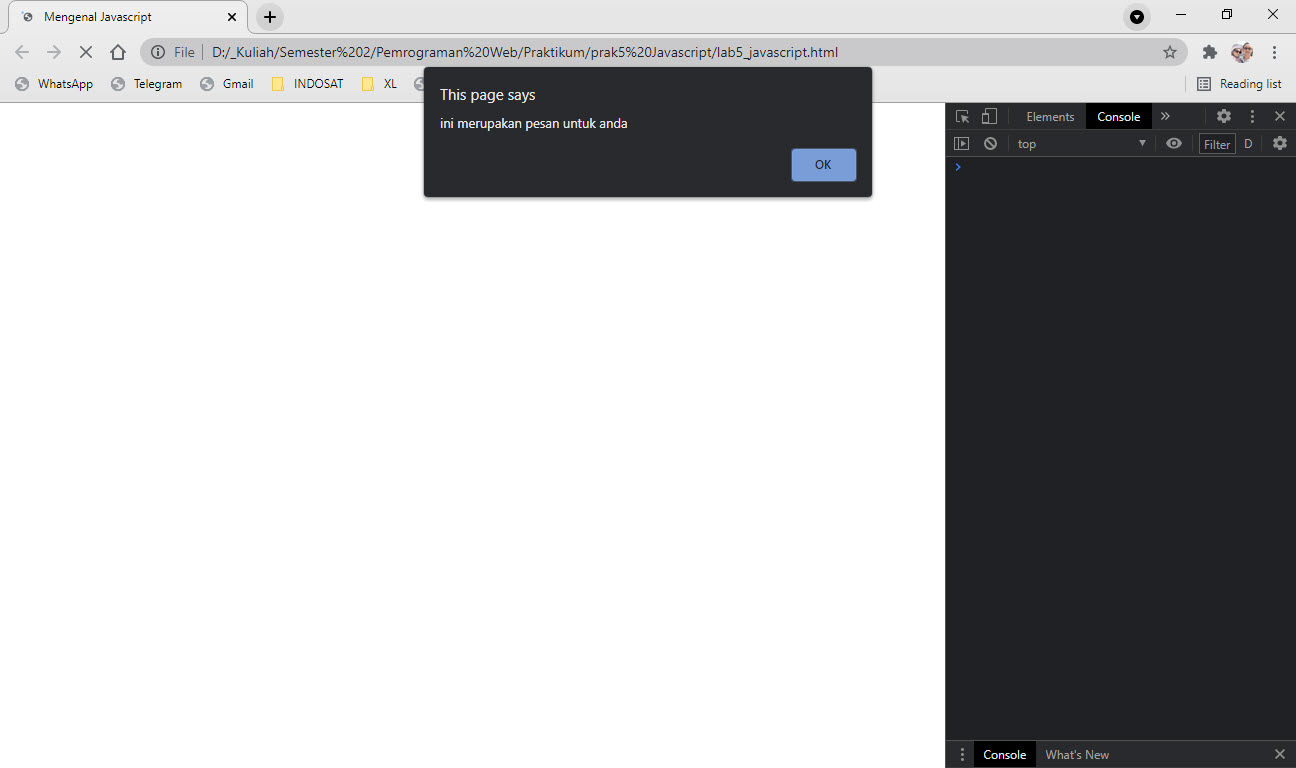 Mengenal Javascript
File D:/_Kuliah/Semester%202/Pemrograman%20Web/Praktikum/prak5%20Javascript/lab5_javascript.html
WhatsApp Telegram Gmail INDOSAT XL Reading list
This page says
ini merupakan pesan untuk anda
OK
Elements Console
top Filter D
Console What's New